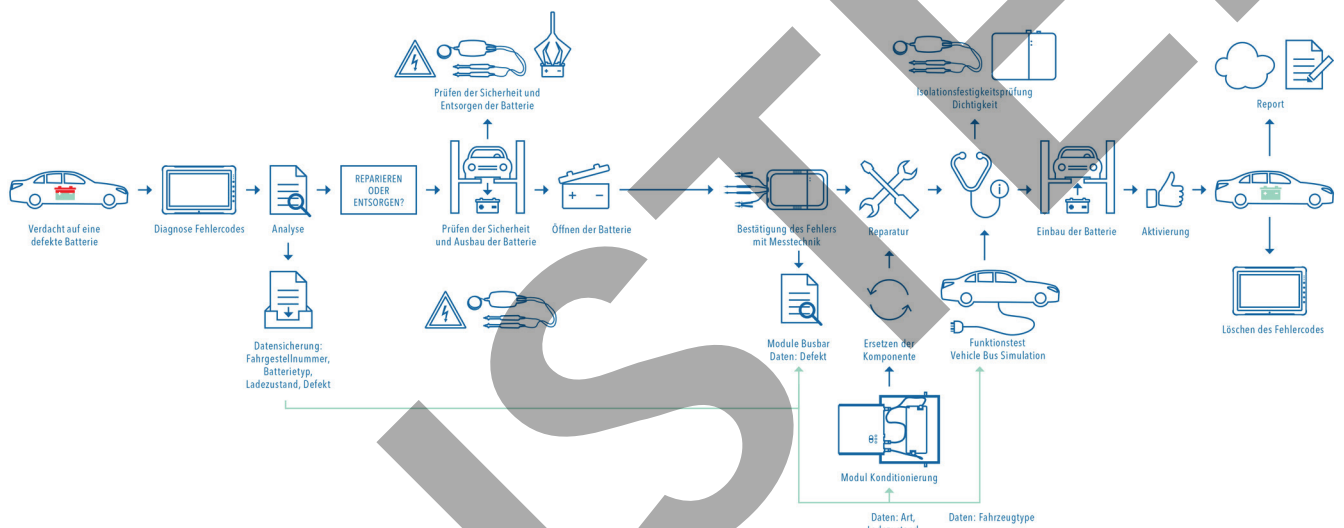 Prüfen der Sicherheit und
Entsorgen der Batterie
Isolationsfestigkeitsprüfung
Dichtigkeit
Report
REPARIEREN
ODER
ENTSORGEN?
Verdacht auf eine
defekte Batterie
Diagnose Fehlercodes
Analyse
Prüfen der Sicherheit
und Ausbau der Batterie
Öffnen der Batterie
Bestätigung des Fehlers
mit Messtechnik
Reparatur
Einbau der Batterie
Aktivierung
Datensicherung:
Fahrgestellnummer,
Batterietyp,
Ladezustand, Defekt
Module Busbar
Daten: Defekt
Ersetzen der
Komponente
Funktionstest
Vehicle Bus Simulation
Löschen des Fehlercodes
Modul Konditionierung
Daten: Art,
Daten: Fahrzeugtype